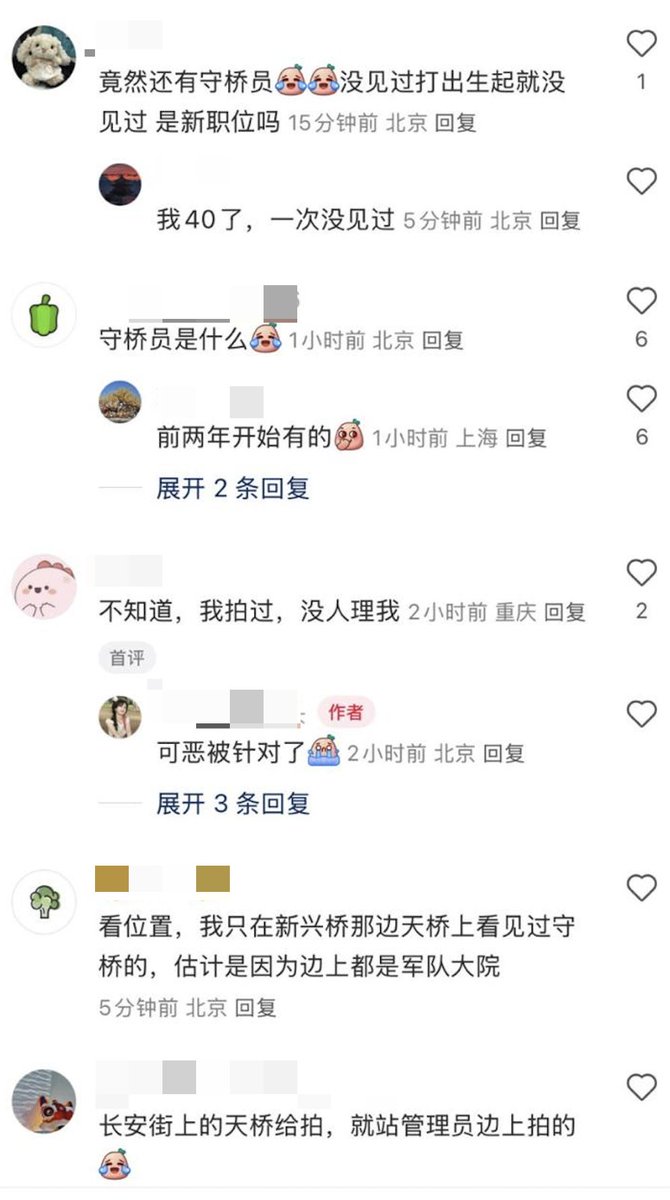 竟然还有守桥员没见过打出生起就没
见过 是新职位吗 15分钟前 北京 回复
1
我40了，一次没见过 5分钟前 北京 回复
守桥员是什么 1小时前 北京 回复
6
前两年开始有的 1小时前 上海 回复
6
展开 2 条回复
不知道，我拍过，没人理我 2小时前 重庆 回复
2
首评
作者
可恶被针对了 2小时前 北京 回复
展开 3 条回复
看位置，我只在新兴桥那边天桥上看见过守
桥的，估计是因为边上都是军队大院
5分钟前 北京 回复
长安街上的天桥给拍，就站管理员边上拍的